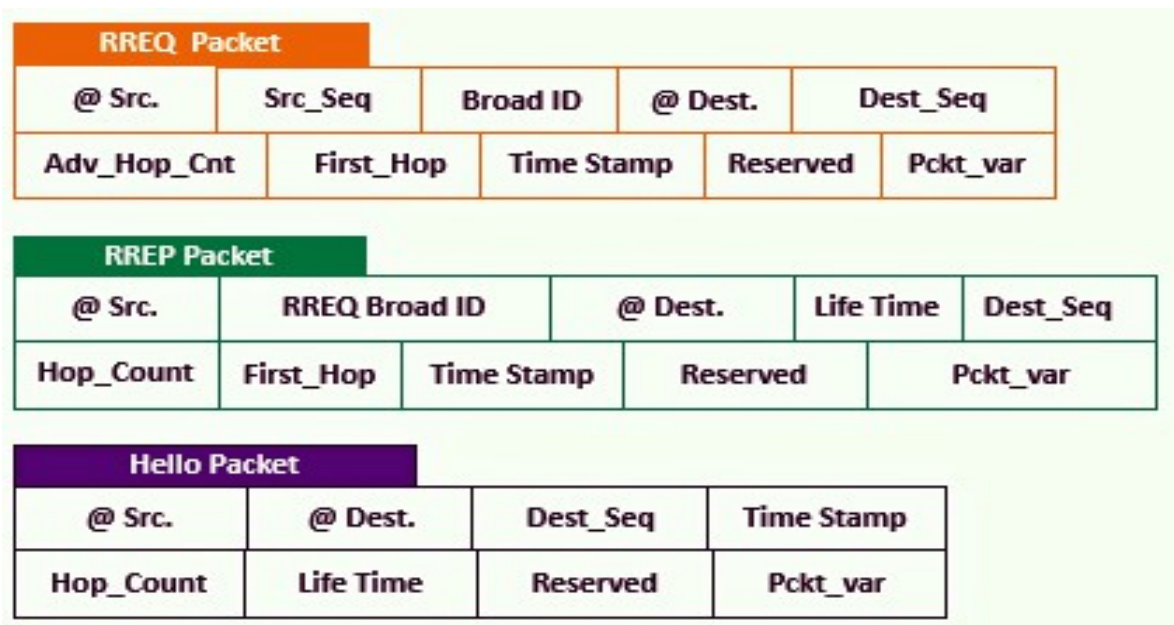 RREQ Packet
@ Src. Src_Seq Broad ID @ Dest. Dest_Seq
Adv_Hop_Cnt First_Hop Time Stamp Reserved Pckt_var
RREP Packet
@ Src. RREQ Broad ID @ Dest. Life Time Dest_Seq
Hop_Count First_Hop Time Stamp Reserved Pckt_var
Hello Packet
@ Src. @ Dest. Dest_Seq Time Stamp
Hop_Count Life Time Reserved Pckt_var